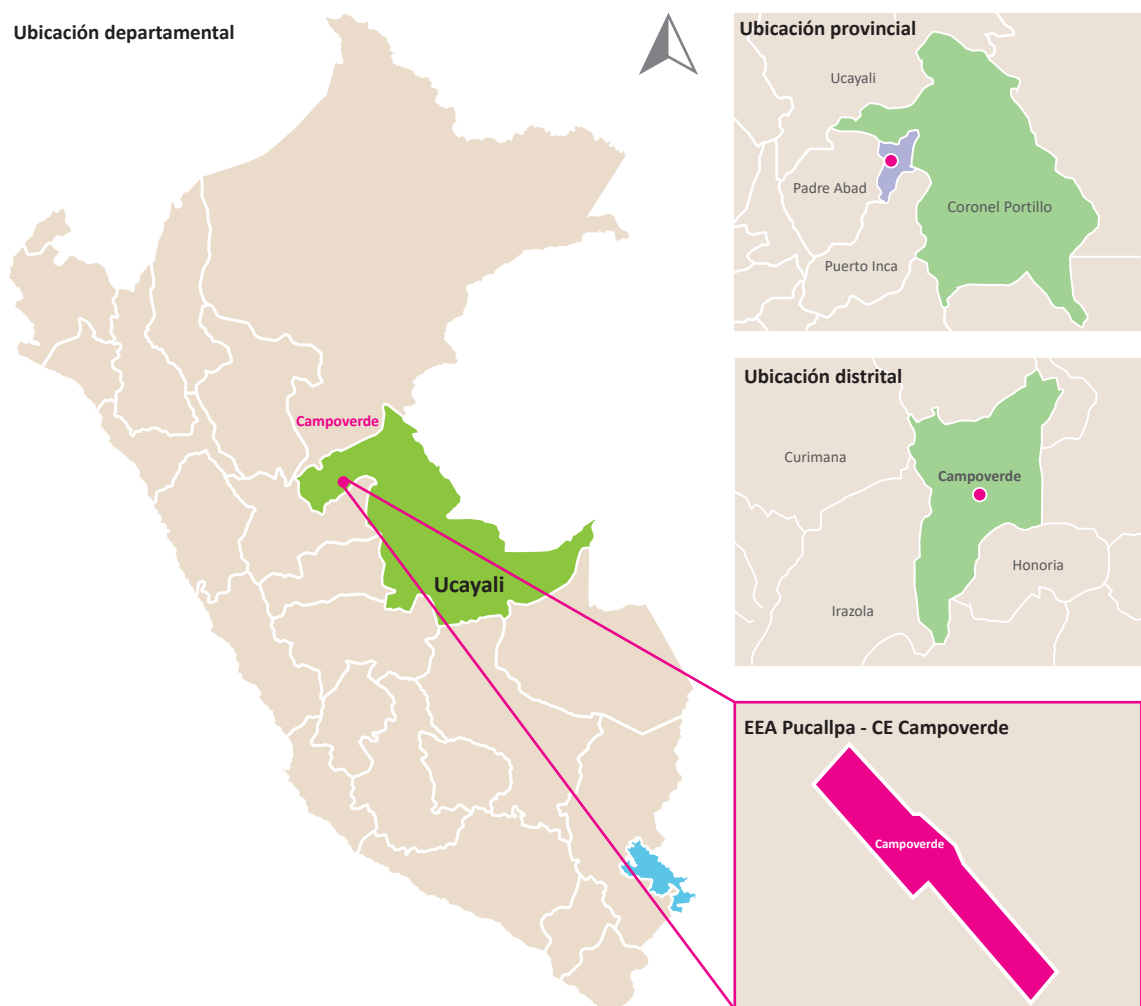 Ubicación departamental
Campoverde
Ucayali
Ubicación provincial
Ucayali
Padre Abad
Coronel Portillo
Puerto Inca
Ubicación distrital
Curimana
Campoverde
Honoria
Irazola
EEA Pucallpa - CE Campoverde
Campoverde